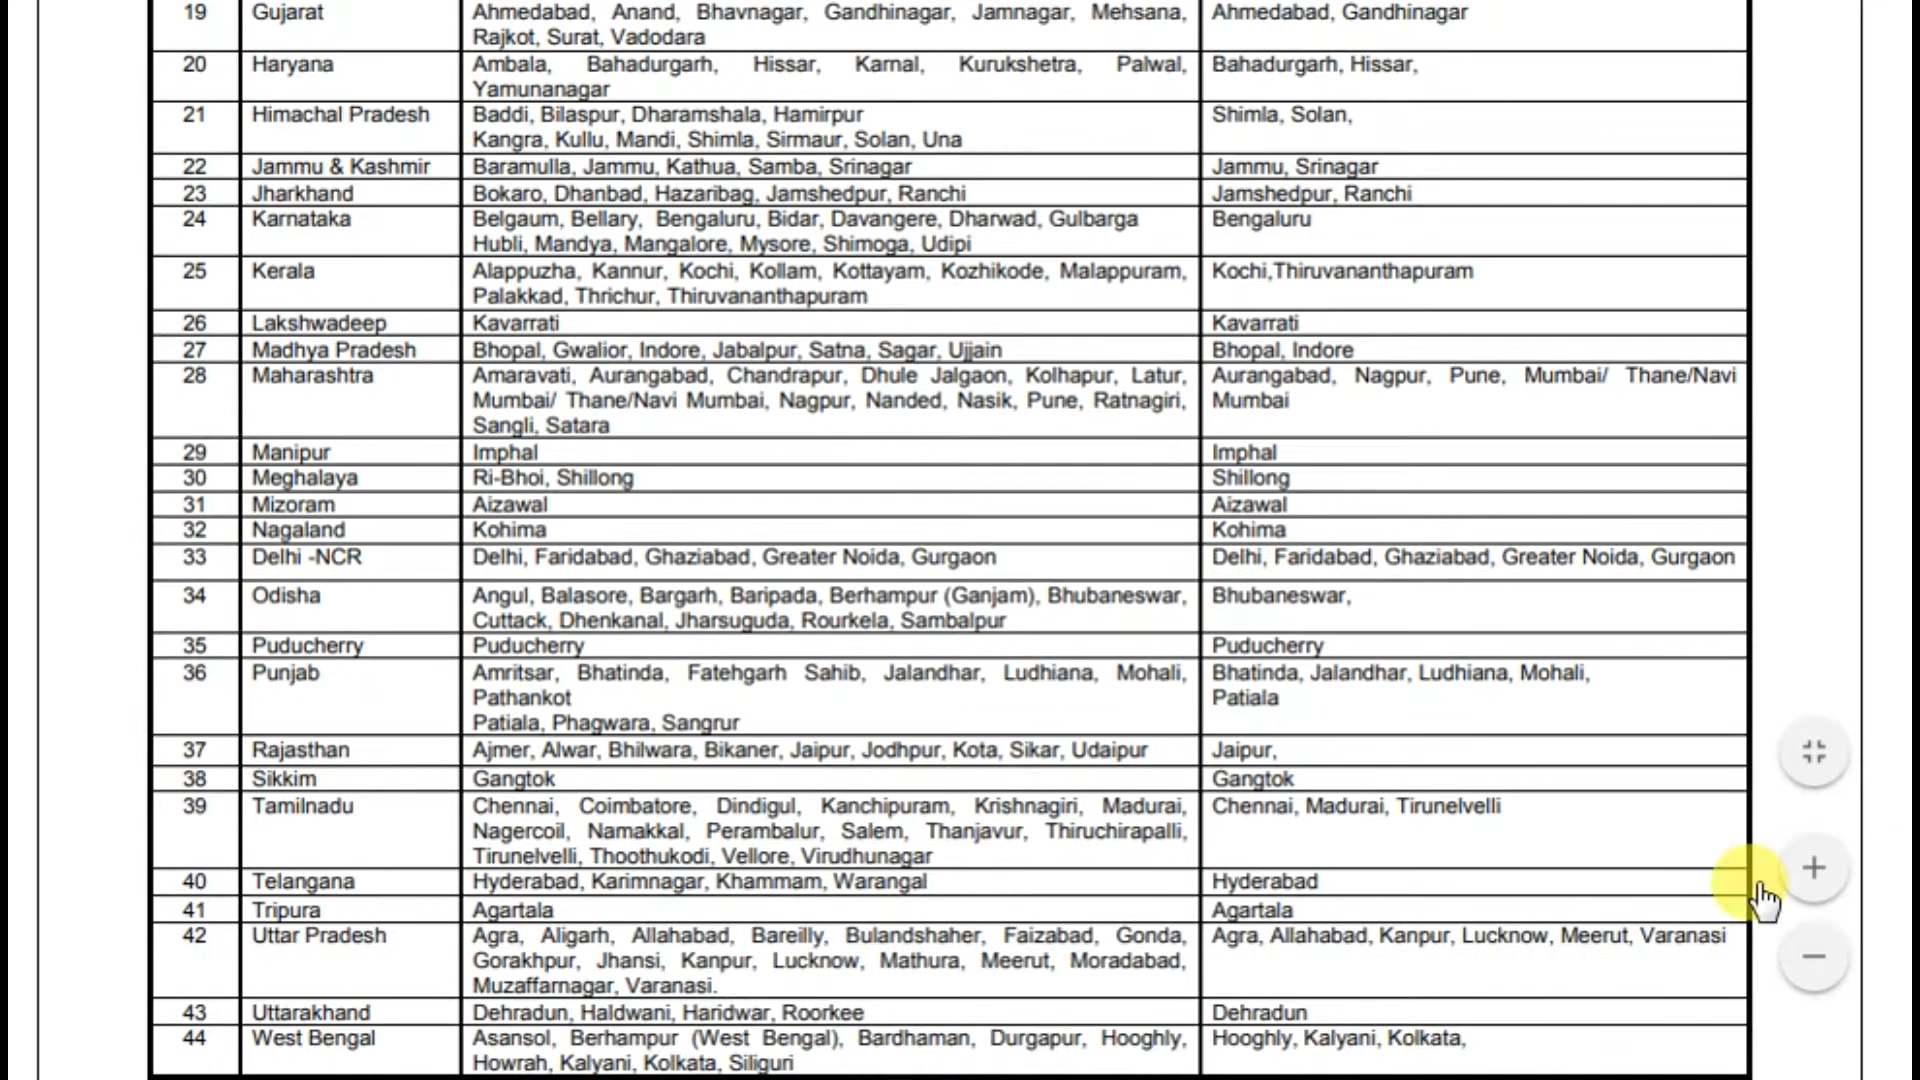 19 Gujarat Ahmedabad, Anand, Bhavnagar, Gandhinagar, Jamnagar, Mehsana, Ahmedabad, Gandhinagar
Rajkot, Surat, Vadodara
20 Haryana Ambala, Bahadurgarh, Hissar, Karnal, Kurukshetra, Palwal, Bahadurgarh, Hissar,
Yamunanagar
21 Himachal Pradesh Baddi, Bilaspur, Dharamshala, Hamirpur Shimla, Solan,
Kangra, Kullu, Mandi, Shimla, Sirmaur, Solan, Una
22 Jammu & Kashmir Baramulla, Jammu, Kathua, Samba, Srinagar Jammu, Srinagar
23 Jharkhand Bokaro, Dhanbad, Hazaribag, Jamshedpur, Ranchi Jamshedpur, Ranchi
24 Karnataka Belgaum, Bellary, Bengaluru, Bidar, Davangere, Dharwad, Gulbarga Bengaluru
Hubli, Mandya, Mangalore, Mysore, Shimoga, Udipi
25 Kerala Alappuzha, Kannur, Kochi, Kollam, Kottayam, Kozhikode, Malappuram, Kochi,Thiruvananthapuram
Palakkad, Thrichur, Thiruvananthapuram
26 Lakshwadeep Kavarrati Kavarrati
27 Madhya Pradesh Bhopal, Gwalior, Indore, Jabalpur, Satna, Sagar, Ujjain Bhopal, Indore
28 Maharashtra Amaravati, Aurangabad, Chandrapur, Dhule Jalgaon, Kolhapur, Latur, Aurangabad, Nagpur, Pune, Mumbai/ Thane/Navi
Mumbai/ Thane/Navi Mumbai, Nagpur, Nanded, Nasik, Pune, Ratnagiri, Mumbai
Sangli, Satara
29 Manipur Imphal Imphal
30 Meghalaya Ri-Bhoi, Shillong Shillong
31 Mizoram Aizawal Aizawal
32 Nagaland Kohima Kohima
33 Delhi -NCR Delhi, Faridabad, Ghaziabad, Greater Noida, Gurgaon Delhi, Faridabad, Ghaziabad, Greater Noida, Gurgaon
34 Odisha Angul, Balasore, Bargarh, Baripada, Berhampur (Ganjam), Bhubaneswar, Bhubaneswar,
Cuttack, Dhenkanal, Jharsuguda, Rourkela, Sambalpur
35 Puducherry Puducherry Puducherry
36 Punjab Amritsar, Bhatinda, Fatehgarh Sahib, Jalandhar, Ludhiana, Mohali, Bhatinda, Jalandhar, Ludhiana, Mohali,
Pathankot Patiala
Patiala, Phagwara, Sangrur
37 Rajasthan Ajmer, Alwar, Bhilwara, Bikaner, Jaipur, Jodhpur, Kota, Sikar, Udaipur Jaipur,
38 Sikkim Gangtok Gangtok
39 Tamilnadu Chennai, Coimbatore, Dindigul, Kanchipuram, Krishnagiri, Madurai, Chennai, Madurai, Tirunelvelli
Nagercoil, Namakkal, Perambalur, Salem, Thanjavur, Thiruchirapalli,
Tirunelvelli, Thoothukodi, Vellore, Virudhunagar
40 Telangana Hyderabad, Karimnagar, Khammam, Warangal Hyderabad
41 Tripura Agartala Agartala
42 Uttar Pradesh Agra, Aligarh, Allahabad, Bareilly, Bulandshaher, Faizabad, Gonda, Agra, Allahabad, Kanpur, Lucknow, Meerut, Varanasi
Gorakhpur, Jhansi, Kanpur, Lucknow, Mathura, Meerut, Moradabad,
Muzaffarnagar, Varanasi.
43 Uttarakhand Dehradun, Haldwani, Haridwar, Roorkee Dehradun
44 West Bengal Asansol, Berhampur (West Bengal), Bardhaman, Durgapur, Hooghly, Hooghly, Kalyani, Kolkata,
Howrah, Kalyani, Kolkata, Siliguri